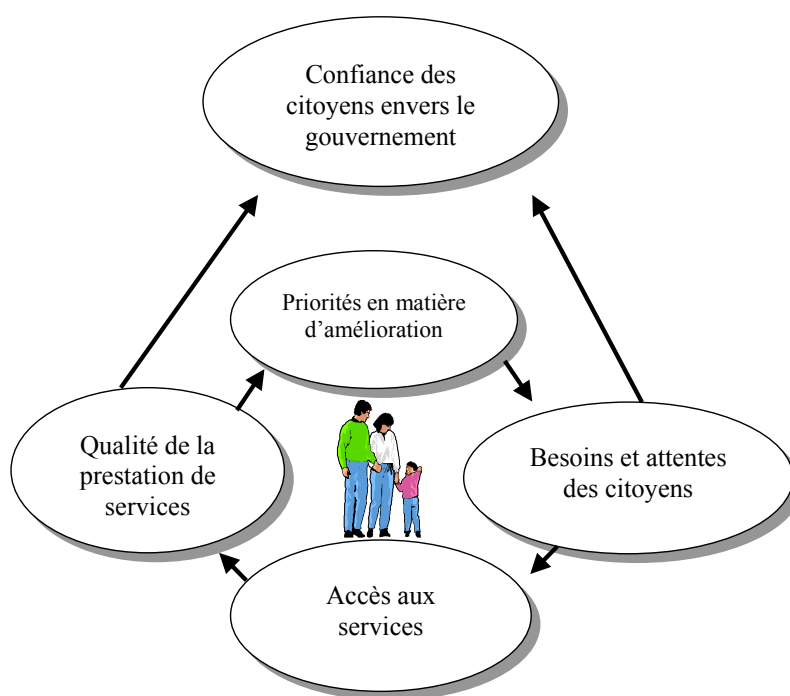 Confiance des
citoyens envers le
gouvernement
Priorités en matière
d’amélioration
Qualité de la
prestation de
services
Besoins et attentes
des citoyens
Accès aux
services